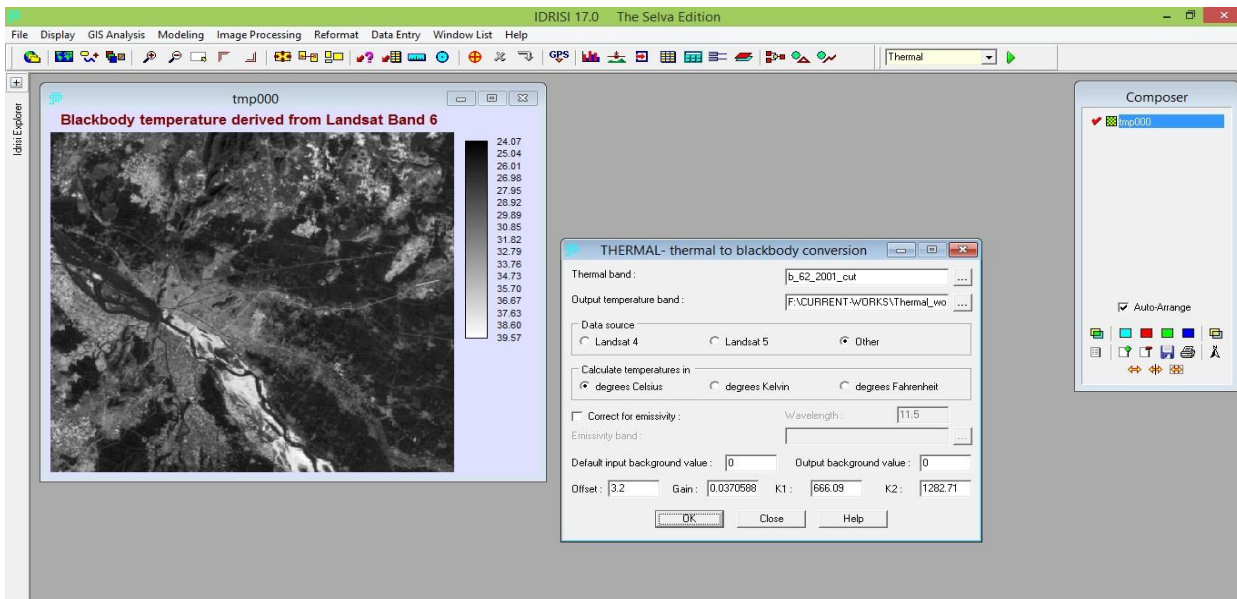 IDRISI 17.0 The Selva Edition
File Display GIS Analysis Modeling Image Processing Reformat Data Entry Window List Help
GPS
Thermal
Idrisi Explorer
tmp000
Blackbody temperature derived from Landsat Band 6
24.07
25.04
26.01
26.98
27.95
28.92
29.89
30.85
31.82
32.79
33.76
34.73
35.70
36.67
37.63
38.60
39.57
THERMAL- thermal to blackbody conversion
Thermal band : b_62_2001_cut ...
Output temperature band : F:\CURRENT-WORKS\Thermal_wo ...
Data source
Landsat 4 Landsat 5 Other
Calculate temperatures in
degrees Celsius degrees Kelvin degrees Fahrenheit
Correct for emissivity : Wavelength : 11.5
Emissivity band : ...
Default input background value : 0 Output background value : 0
Offset : 3.2 Gain : 0.0370588 K1 : 666.09 K2 : 1282.71
OK Close Help
Composer
tmp000
Auto-Arrange